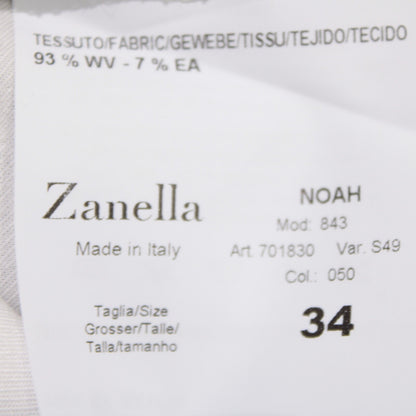 TESSUTO/FABRIC/GEWEBE/TISSU/TEJIDO/TECIDO
93 % WV - 7 % EA
Zanella
Made in Italy
NOAH
Mod: 843
Art. 701830 Var. S49
Col.: 050
Taglia/Size
Grosser/Talle/
Talla/tamanho
34